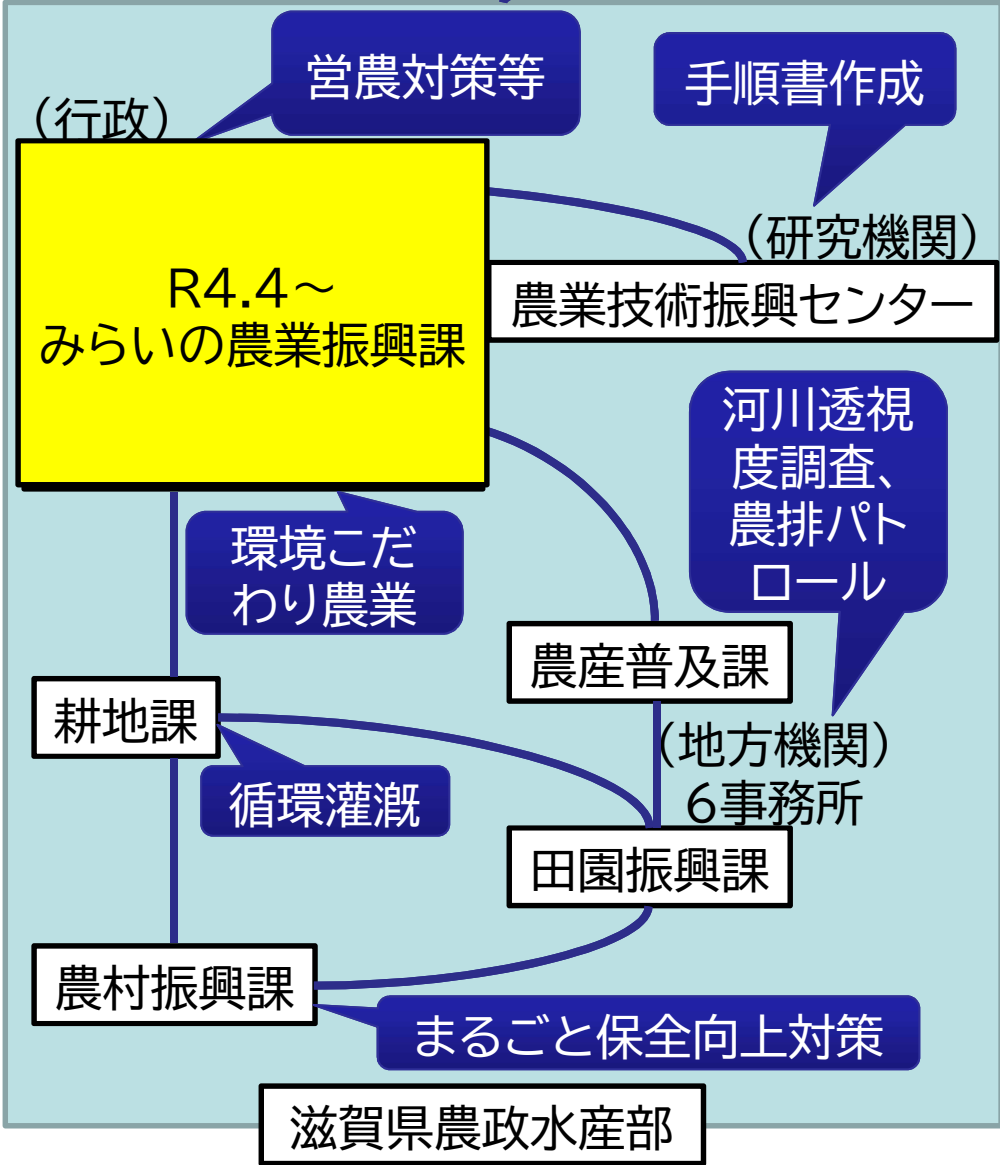 営農対策等
手順書作成
（行政）
R4.4～
みらいの農業振興課
（研究機関）
農業技術振興センター
河川透視
度調査、
農排パト
ロール
環境こだ
わり農業
農産普及課
耕地課
（地方機関）
6事務所
循環灌漑
田園振興課
農村振興課
まるごと保全向上対策
滋賀県農政水産部